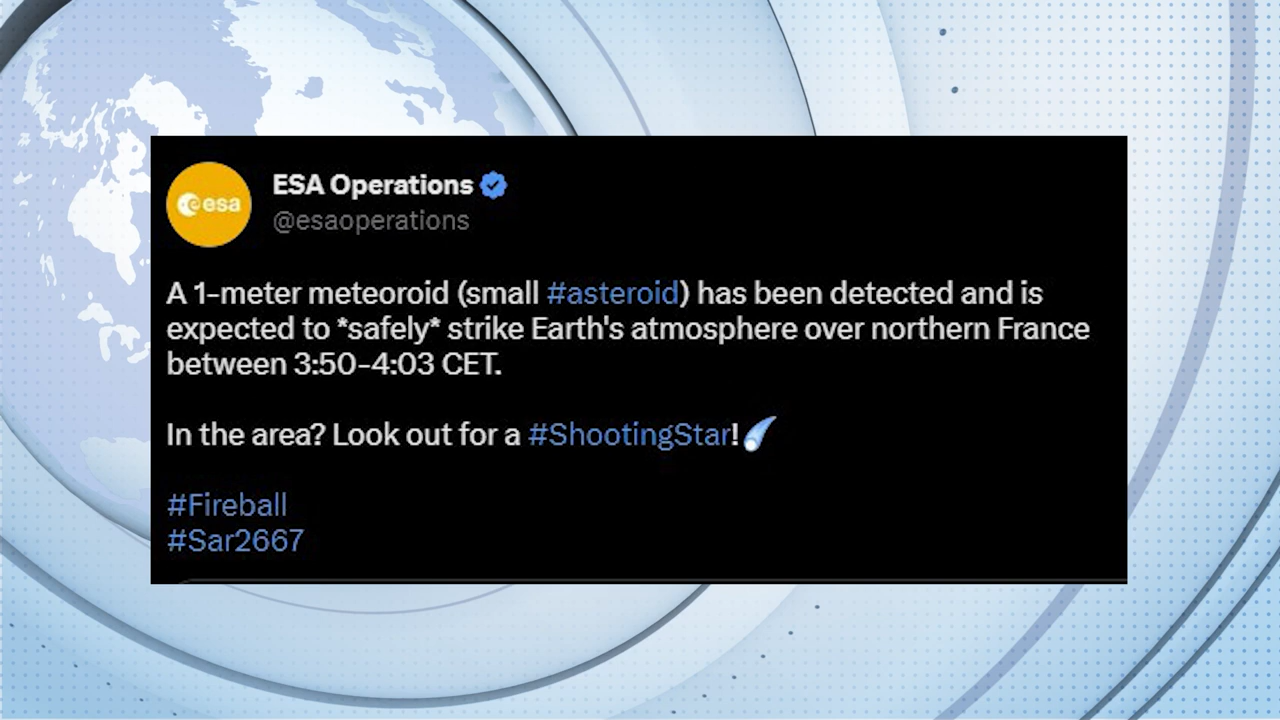 esa
ESA Operations
@esaoperations
A 1-meter meteoroid (small #asteroid) has been detected and is
expected to *safely* strike Earth's atmosphere over northern France
between 3:50-4:03 CET.
In the area? Look out for a #ShootingStar!☄️
#Fireball
#Sar2667